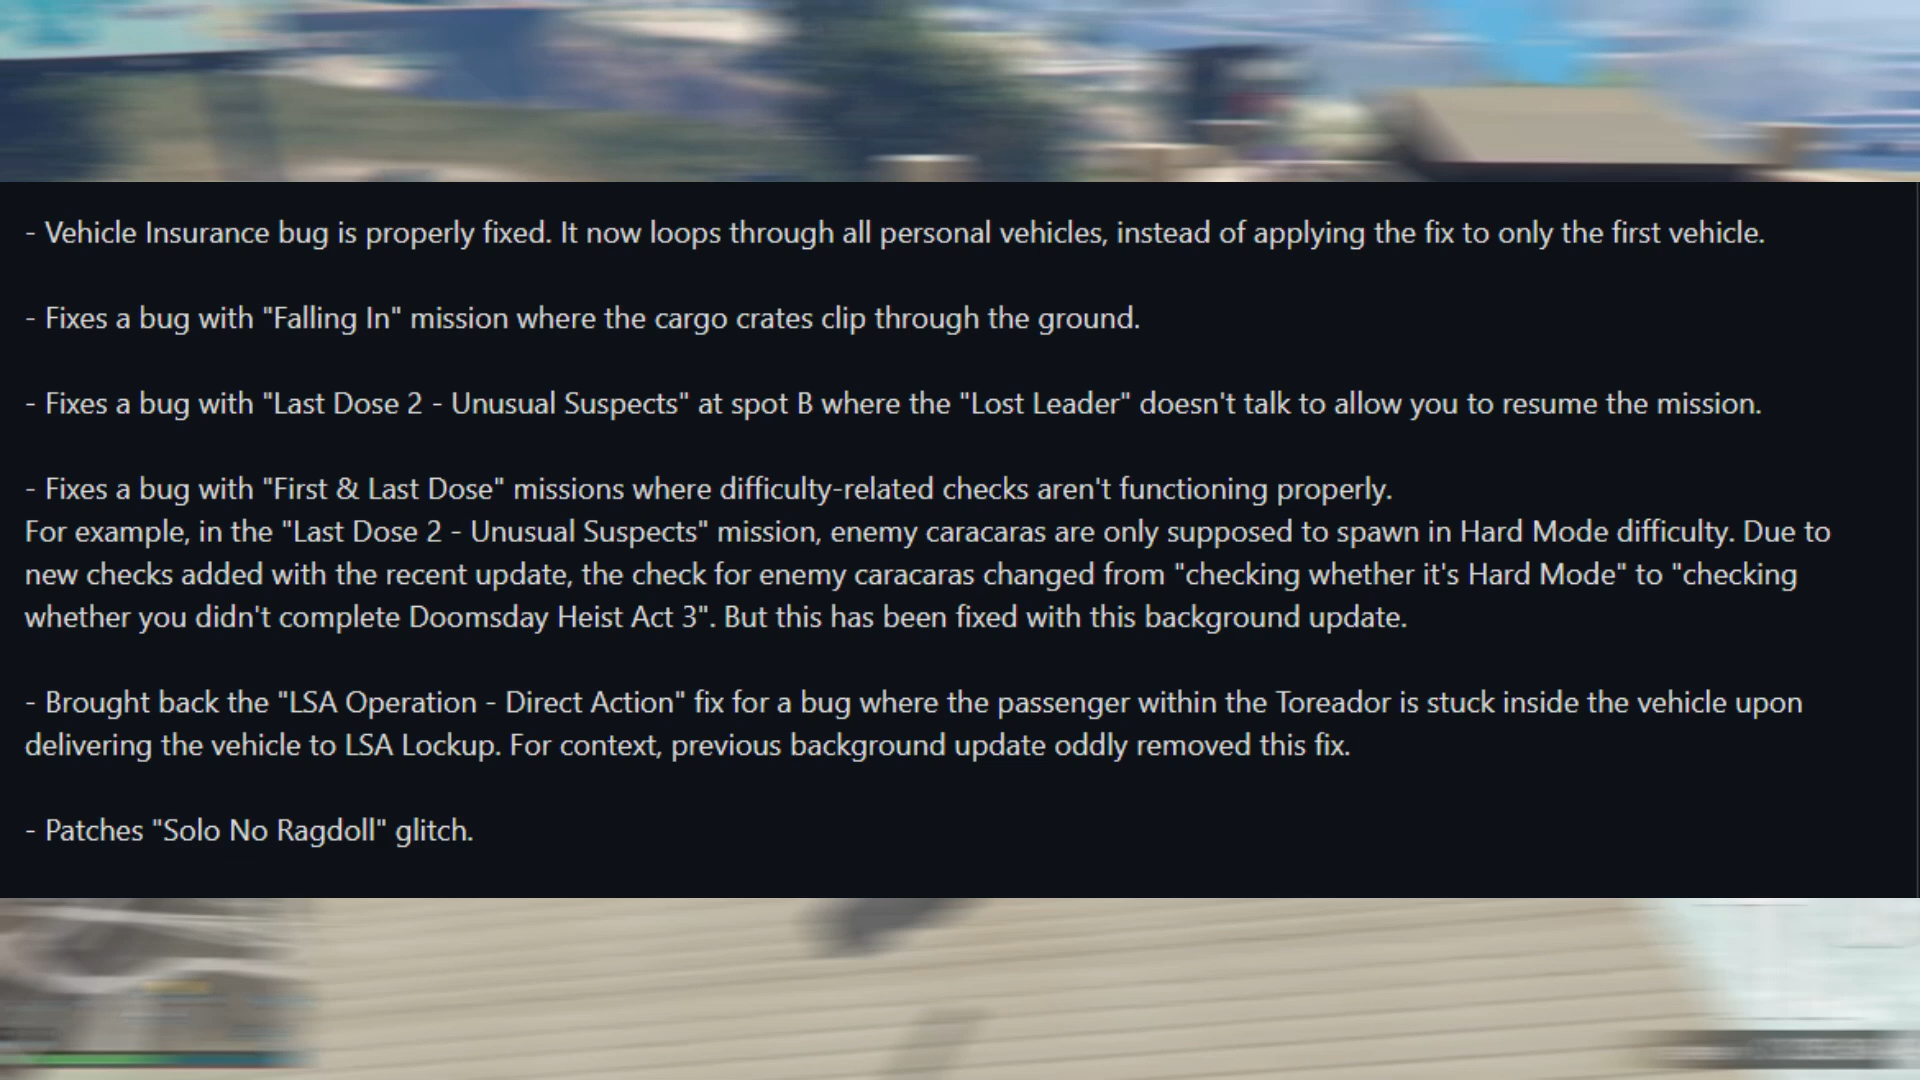 - Vehicle Insurance bug is properly fixed. It now loops through all personal vehicles, instead of applying the fix to only the first vehicle.
- Fixes a bug with "Falling In" mission where the cargo crates clip through the ground.
- Fixes a bug with "Last Dose 2 - Unusual Suspects" at spot B where the "Lost Leader" doesn't talk to allow you to resume the mission.
- Fixes a bug with "First & Last Dose" missions where difficulty-related checks aren't functioning properly.
For example, in the "Last Dose 2 - Unusual Suspects" mission, enemy caracaras are only supposed to spawn in Hard Mode difficulty. Due to
new checks added with the recent update, the check for enemy caracaras changed from "checking whether it's Hard Mode" to "checking
whether you didn't complete Doomsday Heist Act 3". But this has been fixed with this background update.
- Brought back the "LSA Operation - Direct Action" fix for a bug where the passenger within the Toreador is stuck inside the vehicle upon
delivering the vehicle to LSA Lockup. For context, previous background update oddly removed this fix.
- Patches "Solo No Ragdoll" glitch.